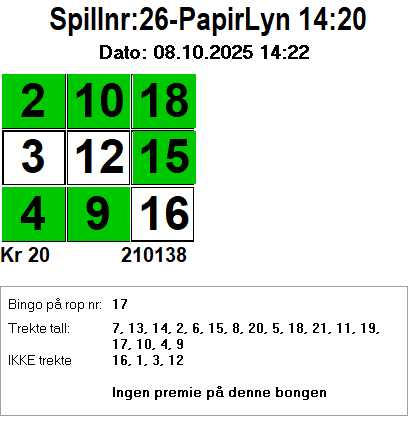 Spillnr:26-PapirLyn 14:20
Dato: 08.10.2025 14:22
2 10 18
3 12 15
4 9 16
Kr 20 210138
Bingo på rop nr: 17
Trekte tall: 7, 13, 14, 2, 6, 15, 8, 20, 5, 18, 21, 11, 19,
17, 10, 4, 9
IKKE trekte 16, 1, 3, 12
Ingen premie på denne bongen